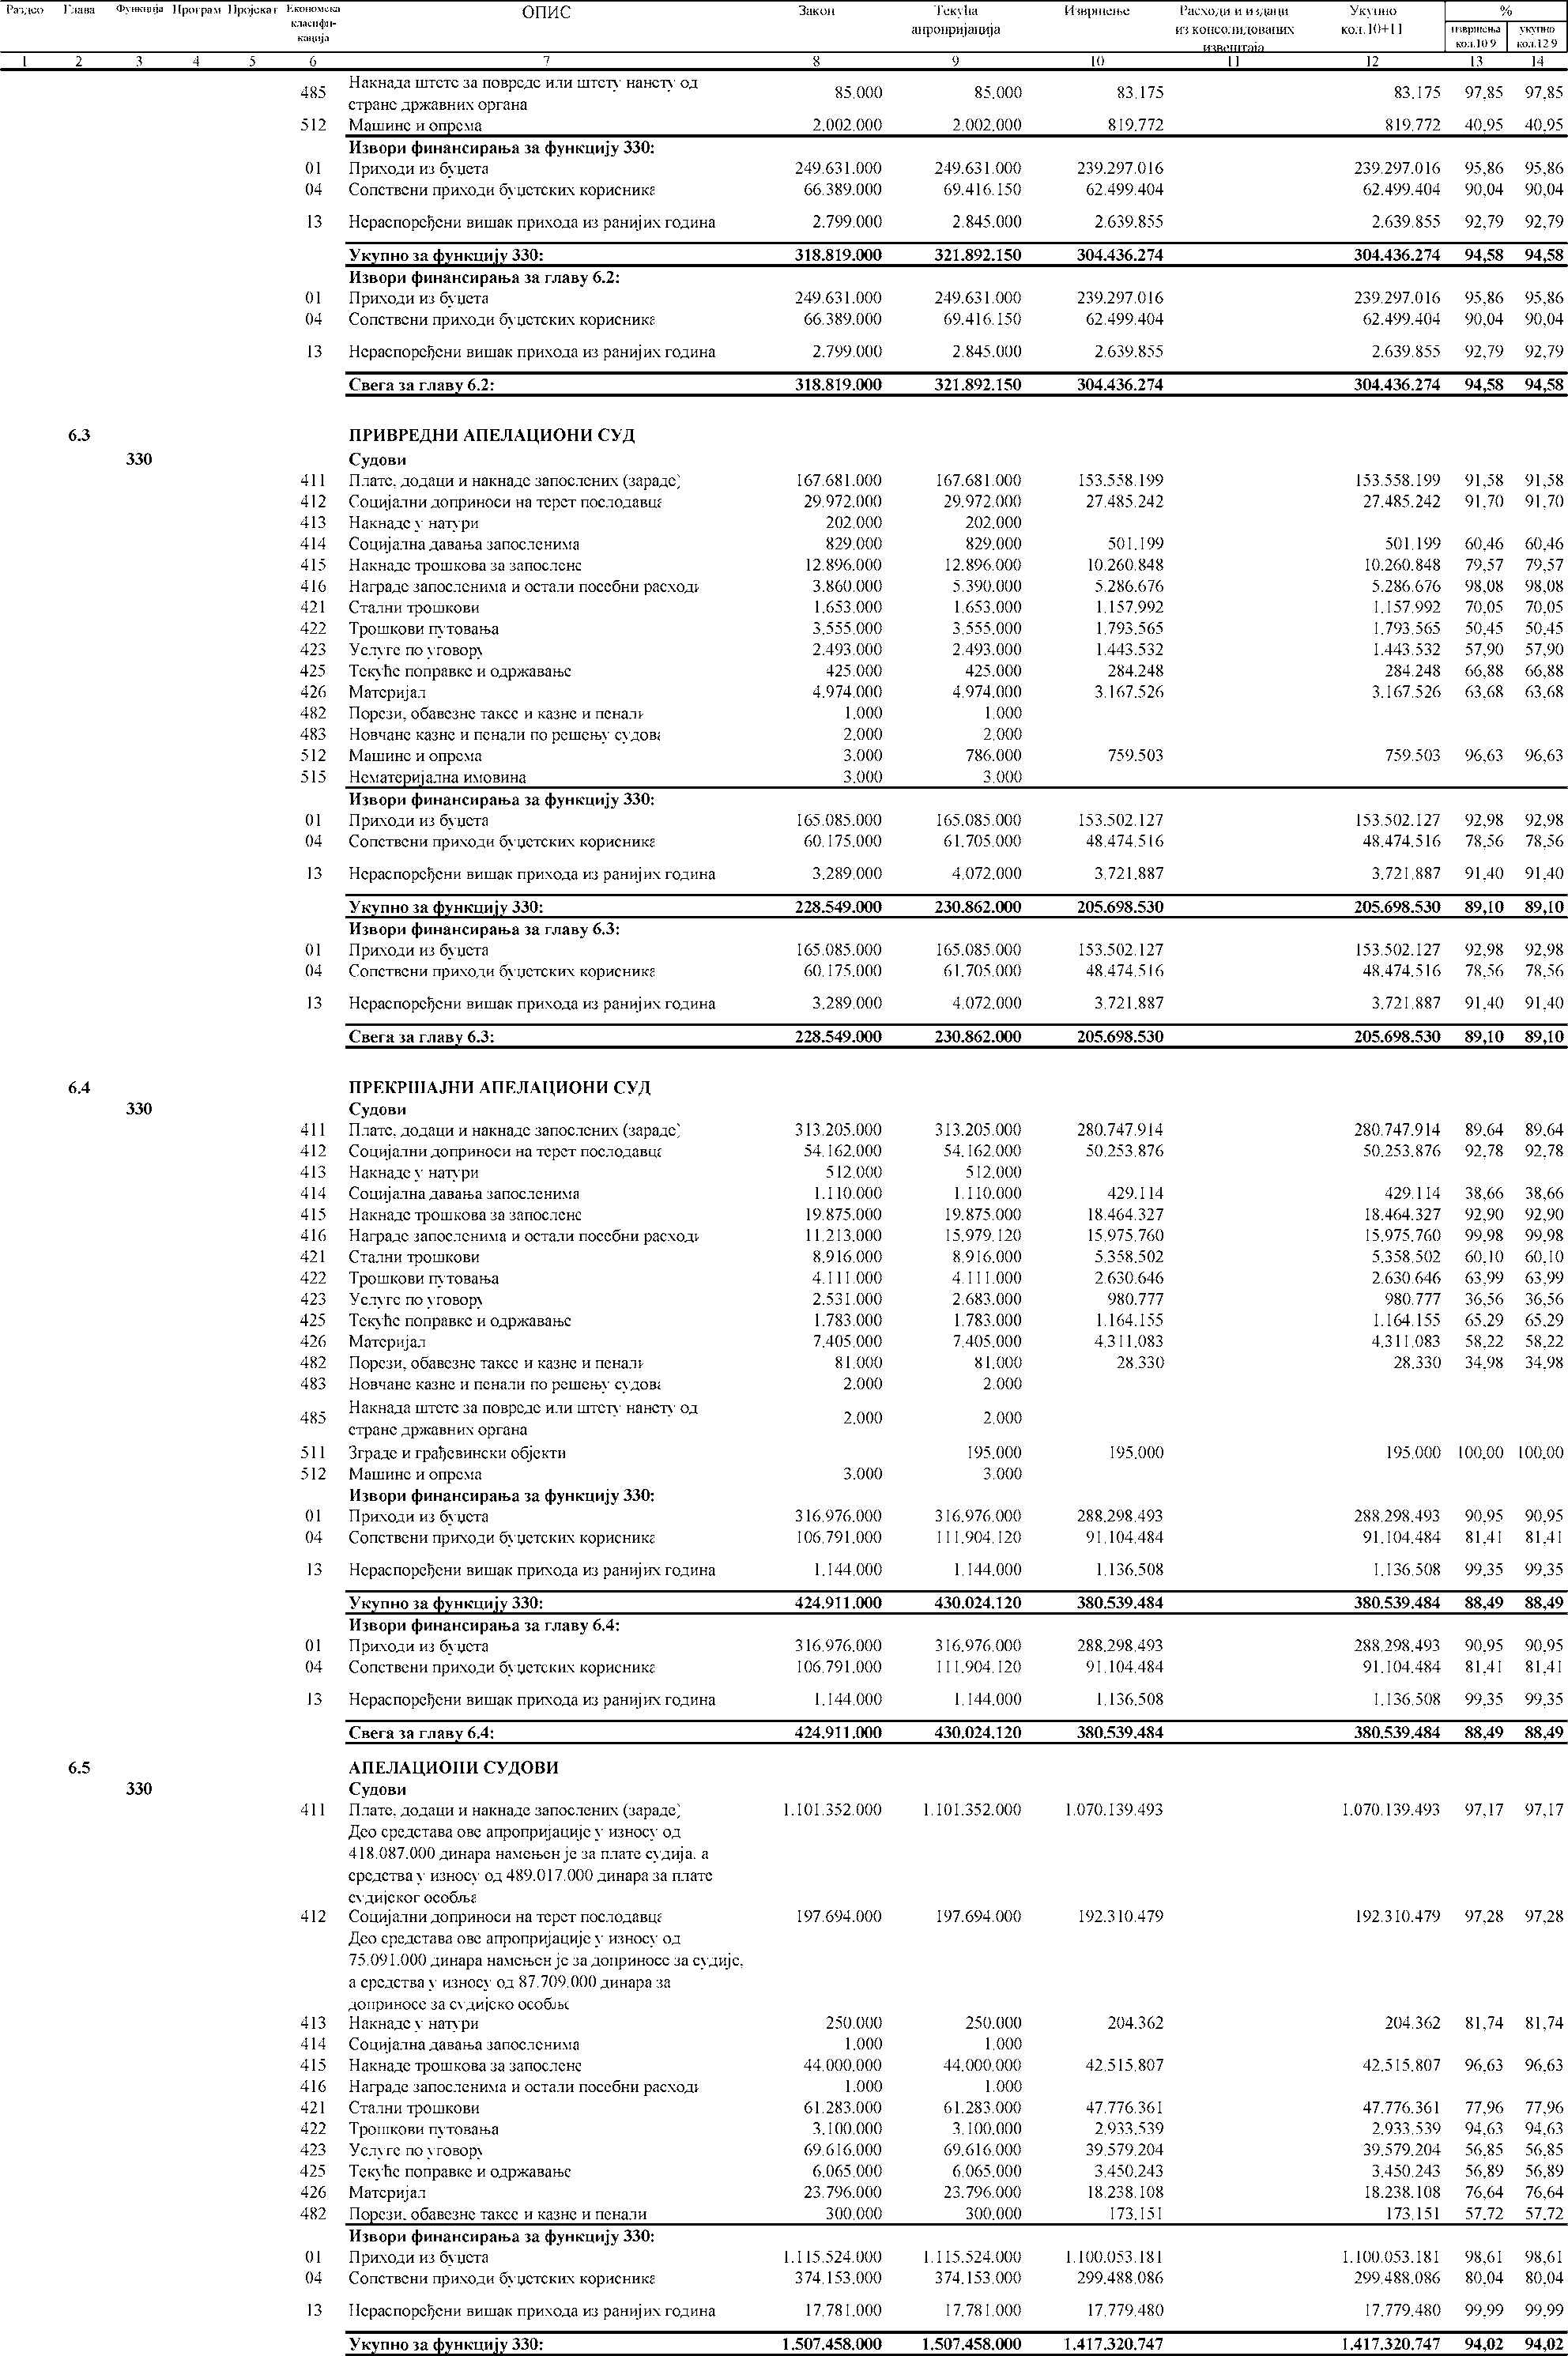 Раздео Глава Функција Програм Пројекат Економска класифи-кација ОПИС Закон Текућа апропријација Извршење Расходи и издаци из консолидованих извештаја Укупно кол.10+11 % извршења кол.10/9 укупно кол.12/9
1 2 3 4 5 6 7 8 9 10 11 12 13 14
485 Накнада штете за повреде или штету нанету од
стране државних органа 85.000 85.000 83.175 83.175 97,85 97,85
512 Машине и опрема 2.002.000 2.002.000 819.772 819.772 40,95 40,95
Извори финансирања за функцију 330:
01 Приходи из буџета 249.631.000 249.631.000 239.297.016 239.297.016 95,86 95,86
04 Сопствени приходи буџетских корисника 66.389.000 69.416.150 62.499.404 62.499.404 90,04 90,04
13 Нераспоређени вишак прихода из ранијих година 2.799.000 2.845.000 2.639.855 2.639.855 92,79 92,79
Укупно за функцију 330: 318.819.000 321.892.150 304.436.274 304.436.274 94,58 94,58
Извори финансирања за главу 6.2:
01 Приходи из буџета 249.631.000 249.631.000 239.297.016 239.297.016 95,86 95,86
04 Сопствени приходи буџетских корисника 66.389.000 69.416.150 62.499.404 62.499.404 90,04 90,04
13 Нераспоређени вишак прихода из ранијих година 2.799.000 2.845.000 2.639.855 2.639.855 92,79 92,79
Свега за главу 6.2: 318.819.000 321.892.150 304.436.274 304.436.274 94,58 94,58
6.3 ПРИВРЕДНИ АПЕЛАЦИОНИ СУД
330 Судови
411 Плате, додаци и накнаде запослених (зараде) 167.681.000 167.681.000 153.558.199 153.558.199 91,58 91,58
412 Социјални доприноси на терет послодавца 29.972.000 29.972.000 27.485.242 27.485.242 91,70 91,70
413 Накнаде у натури 202.000 202.000
414 Социјална давања запосленима 829.000 829.000 501.199 501.199 60,46 60,46
415 Накнаде трошкова за запослене 12.896.000 12.896.000 10.260.848 10.260.848 79,57 79,57
416 Награде запосленима и остали посебни расходи 3.860.000 5.390.000 5.286.676 5.286.676 98,08 98,08
421 Стални трошкови 1.653.000 1.653.000 1.157.992 1.157.992 70,05 70,05
422 Трошкови путовања 3.555.000 3.555.000 1.793.565 1.793.565 50,45 50,45
423 Услуге по уговору 2.493.000 2.493.000 1.443.532 1.443.532 57,90 57,90
425 Текуће поправке и одржавање 425.000 425.000 284.248 284.248 66,88 66,88
426 Материјал 4.974.000 4.974.000 3.167.526 3.167.526 63,68 63,68
482 Порези, обавезне таксе и казне и пенали 1.000 1.000
483 Новчане казне и пенали по решењу судова 2.000 2.000
512 Машине и опрема 3.000 786.000 759.503 759.503 96,63 96,63
515 Нематеријална имовина 3.000 3.000
Извори финансирања за функцију 330:
01 Приходи из буџета 165.085.000 165.085.000 153.502.127 153.502.127 92,98 92,98
04 Сопствени приходи буџетских корисника 60.175.000 61.705.000 48.474.516 48.474.516 78,56 78,56
13 Нераспоређени вишак прихода из ранијих година 3.289.000 4.072.000 3.721.887 3.721.887 91,40 91,40
Укупно за функцију 330: 228.549.000 230.862.000 205.698.530 205.698.530 89,10 89,10
Извори финансирања за главу 6.3:
01 Приходи из буџета 165.085.000 165.085.000 153.502.127 153.502.127 92,98 92,98
04 Сопствени приходи буџетских корисника 60.175.000 61.705.000 48.474.516 48.474.516 78,56 78,56
13 Нераспоређени вишак прихода из ранијих година 3.289.000 4.072.000 3.721.887 3.721.887 91,40 91,40
Свега за главу 6.3: 228.549.000 230.862.000 205.698.530 205.698.530 89,10 89,10
6.4 ПРЕКРШАЈНИ АПЕЛАЦИОНИ СУД
330 Судови
411 Плате, додаци и накнаде запослених (зараде) 313.205.000 313.205.000 280.747.914 280.747.914 89,64 89,64
412 Социјални доприноси на терет послодавца 54.162.000 54.162.000 50.253.876 50.253.876 92,78 92,78
413 Накнаде у натури 512.000 512.000
414 Социјална давања запосленима 1.110.000 1.110.000 429.114 429.114 38,66 38,66
415 Накнаде трошкова за запослене 19.875.000 19.875.000 18.464.327 18.464.327 92,90 92,90
416 Награде запосленима и остали посебни расходи 11.213.000 15.979.120 15.975.760 15.975.760 99,98 99,98
421 Стални трошкови 8.916.000 8.916.000 5.358.502 5.358.502 60,10 60,10
422 Трошкови путовања 4.111.000 4.111.000 2.630.646 2.630.646 63,99 63,99
423 Услуге по уговору 2.531.000 2.683.000 980.777 980.777 36,56 36,56
425 Текуће поправке и одржавање 1.783.000 1.783.000 1.164.155 1.164.155 65,29 65,29
426 Материјал 7.405.000 7.405.000 4.311.083 4.311.083 58,22 58,22
482 Порези, обавезне таксе и казне и пенали 81.000 81.000 28.330 28.330 34,98 34,98
483 Новчане казне и пенали по решењу судова 2.000 2.000
485 Накнада штете за повреде или штету нанету од
стране државних органа 2.000 2.000
511 Зграде и грађевински објекти 195.000 195.000 195.000 100,00 100,00
512 Машине и опрема 3.000 3.000
Извори финансирања за функцију 330:
01 Приходи из буџета 316.976.000 316.976.000 288.298.493 288.298.493 90,95 90,95
04 Сопствени приходи буџетских корисника 106.791.000 111.904.120 91.104.484 91.104.484 81,41 81,41
13 Нераспоређени вишак прихода из ранијих година 1.144.000 1.144.000 1.136.508 1.136.508 99,35 99,35
Укупно за функцију 330: 424.911.000 430.024.120 380.539.484 380.539.484 88,49 88,49
Извори финансирања за главу 6.4:
01 Приходи из буџета 316.976.000 316.976.000 288.298.493 288.298.493 90,95 90,95
04 Сопствени приходи буџетских корисника 106.791.000 111.904.120 91.104.484 91.104.484 81,41 81,41
13 Нераспоређени вишак прихода из ранијих година 1.144.000 1.144.000 1.136.508 1.136.508 99,35 99,35
Свега за главу 6.4: 424.911.000 430.024.120 380.539.484 380.539.484 88,49 88,49
6.5 АПЕЛАЦИОНИ СУДОВИ
330 Судови
411 Плате, додаци и накнаде запослених (зараде) 1.101.352.000 1.101.352.000 1.070.139.493 1.070.139.493 97,17 97,17
Део средстава ове апропријације у износу од
418.087.000 динара намењен је за плате судија, а
средства у износу од 489.017.000 динара за плате
судијског особља
412 Социјални доприноси на терет послодавца 197.694.000 197.694.000 192.310.479 192.310.479 97,28 97,28
Део средстава ове апропријације у износу од
75.091.000 динара намењен је за доприносе за судије,
а средства у износу од 87.709.000 динара за
доприносе за судијско особље
413 Накнаде у натури 250.000 250.000 204.362 204.362 81,74 81,74
414 Социјална давања запосленима 1.000 1.000
415 Накнаде трошкова за запослене 44.000.000 44.000.000 42.515.807 42.515.807 96,63 96,63
416 Награде запосленима и остали посебни расходи 1.000 1.000
421 Стални трошкови 61.283.000 61.283.000 47.776.361 47.776.361 77,96 77,96
422 Трошкови путовања 3.100.000 3.100.000 2.933.539 2.933.539 94,63 94,63
423 Услуге по уговору 69.616.000 69.616.000 39.579.204 39.579.204 56,85 56,85
425 Текуће поправке и одржавање 6.065.000 6.065.000 3.450.243 3.450.243 56,89 56,89
426 Материјал 23.796.000 23.796.000 18.238.108 18.238.108 76,64 76,64
482 Порези, обавезне таксе и казне и пенали 300.000 300.000 173.151 173.151 57,72 57,72
Извори финансирања за функцију 330:
01 Приходи из буџета 1.115.524.000 1.115.524.000 1.100.053.181 1.100.053.181 98,61 98,61
04 Сопствени приходи буџетских корисника 374.153.000 374.153.000 299.488.086 299.488.086 80,04 80,04
13 Нераспоређени вишак прихода из ранијих година 17.781.000 17.781.000 17.779.480 17.779.480 99,99 99,99
Укупно за функцију 330: 1.507.458.000 1.507.458.000 1.417.320.747 1.417.320.747 94,02 94,02